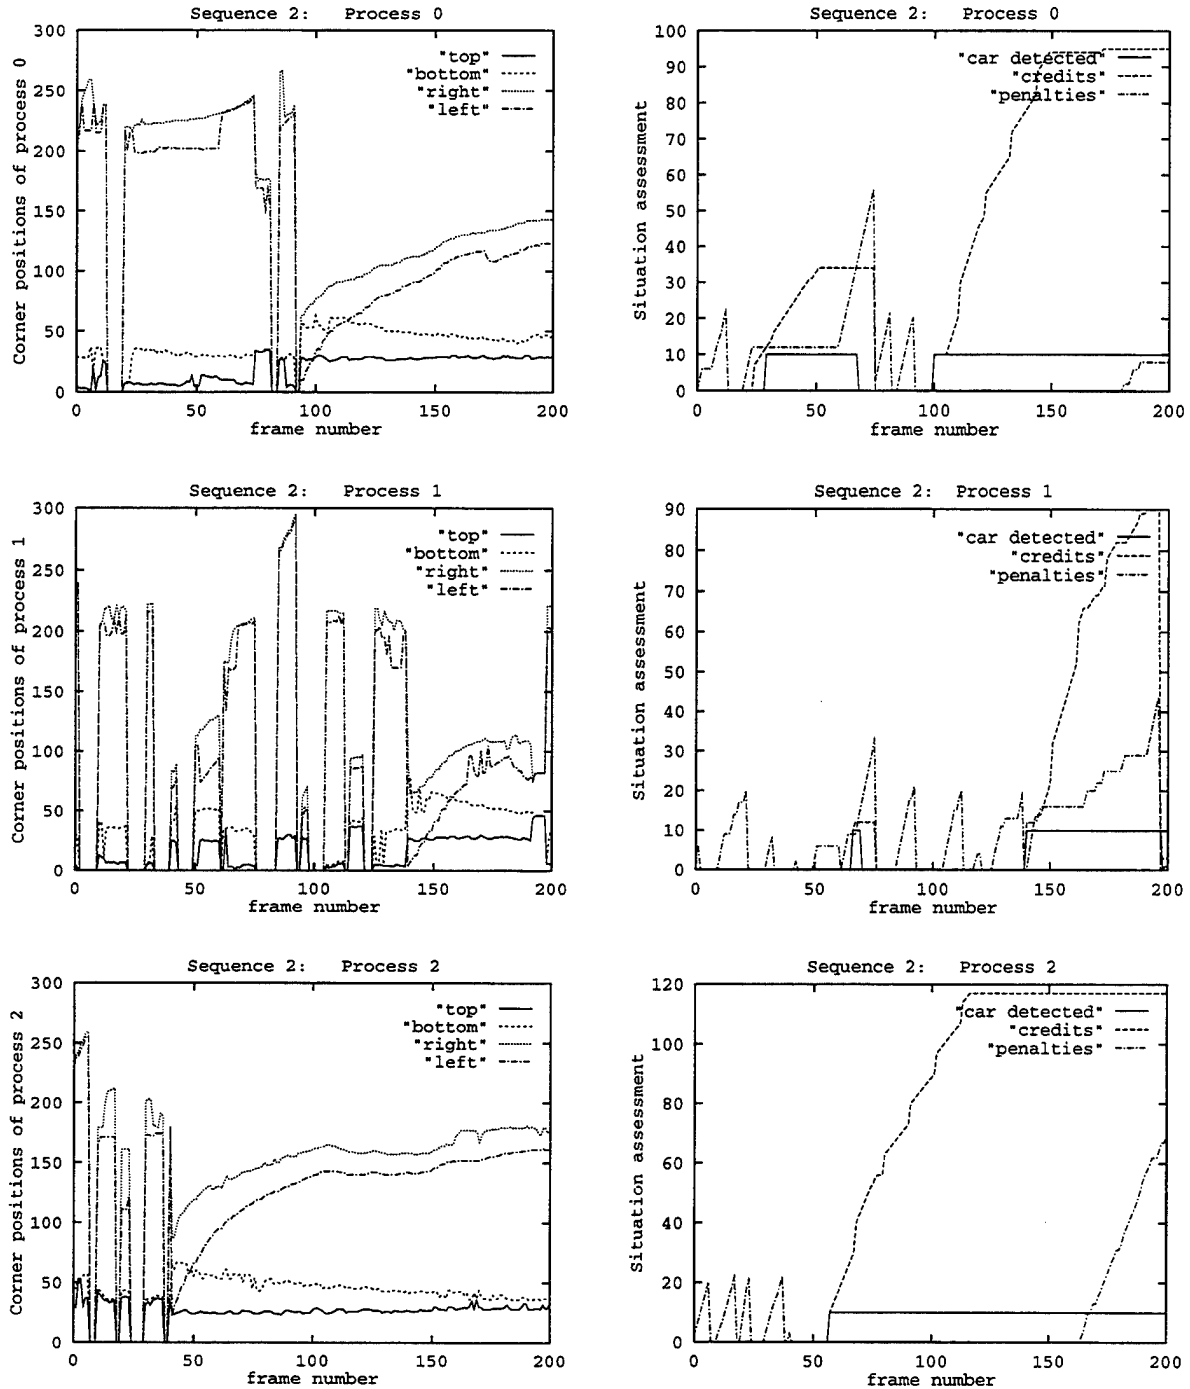 Sequence 2: Process 0
Corner positions of process 0
300
250
200
150
100
50
0
"top"
"bottom"
"right"
"left"
0 50 100 150 200
frame number
Sequence 2: Process 0
Situation assessment
100
90
80
70
60
50
40
30
20
10
0
"car detected"
"credits"
"penalties"
0 50 100 150 200
frame number
Sequence 2: Process 1
Corner positions of process 1
300
250
200
150
100
50
0
"top"
"bottom"
"right"
"left"
0 50 100 150 200
frame number
Sequence 2: Process 1
Situation assessment
90
80
70
60
50
40
30
20
10
0
"car detected"
"credits"
"penalties"
0 50 100 150 200
frame number
Sequence 2: Process 2
Corner positions of process 2
300
250
200
150
100
50
0
"top"
"bottom"
"right"
"left"
0 50 100 150 200
frame number
Sequence 2: Process 2
Situation assessment
120
100
80
60
40
20
0
"car detected"
"credits"
"penalties"
0 50 100 150 200
frame number